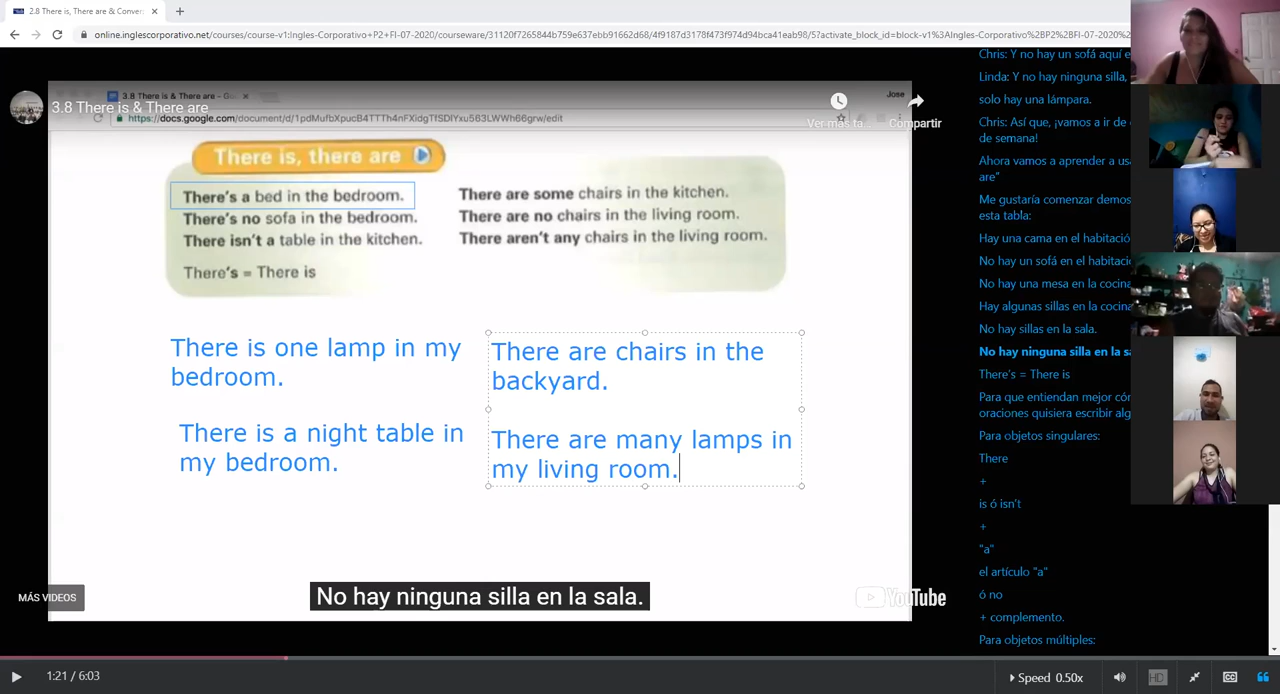 2.8 There is, There are & Conver
online.inglescorporativo.net/courses/course-v1:Ingles-Corporativo+P2+FI-07-2020/courseware/31120f7265844b759e637ebb91662d68/4f9187d3178f473f974d94bca41eab98/5?activate_block_id=block-v1%3AIngles-Corporativo%2BP2%2BFI-07-2020%2
3.8 There is & There are - G
Jose
3.8 There is & There are
https://docs.google.com/document/d/1pdMufbXpucB4TTTh4nFXidgTfSDIYxu563LWWh66grw/edit
Ver más ta...
Compartir
There is, there are
There's a bed in the bedroom.
There's no sofa in the bedroom.
There isn't a table in the kitchen.
There's = There is
There are some chairs in the kitchen.
There are no chairs in the living room.
There aren't any chairs in the living room.
There is one lamp in my
bedroom.
There is a night table in
my bedroom.
There are chairs in the
backyard.
There are many lamps in
my living room.
No hay ninguna silla en la sala.
MÁS VIDEOS
YouTube
Chris: Y no hay un sofá aquí e
Linda: Y no hay ninguna silla,
solo hay una lámpara.
Chris: Así que, ¡vamos a ir de
de semana!
Ahora vamos a aprender a us
are”
Me gustaría comenzar demos
esta tabla:
Hay una cama en el habitació
No hay un sofá en el habitaci
No hay una mesa en la cocina
Hay algunas sillas en la cocina
No hay sillas en la sala.
No hay ninguna silla en la sa
There's = There is
Para que entiendan mejor cóm
oraciones quisiera escribir alg
Para objetos singulares:
There
+
is ó isn't
+
"a"
el artículo "a"
ó no
+ complemento.
Para objetos múltiples:
1:21 / 6:03
Speed 0.50x
HD
CC